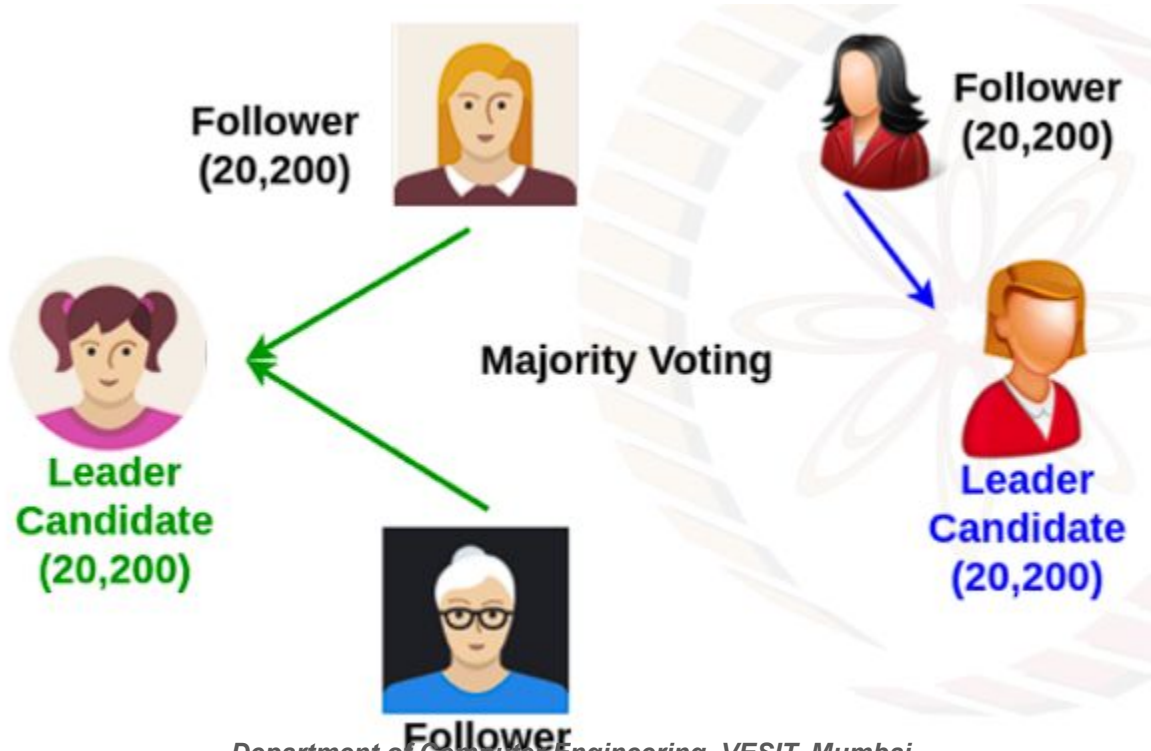 Follower
(20,200)
Follower
(20,200)
Majority Voting
Leader
Candidate
(20,200)
Leader
Candidate
(20,200)
Follower
Department of Computer Engineering, VESIT, Mumbai